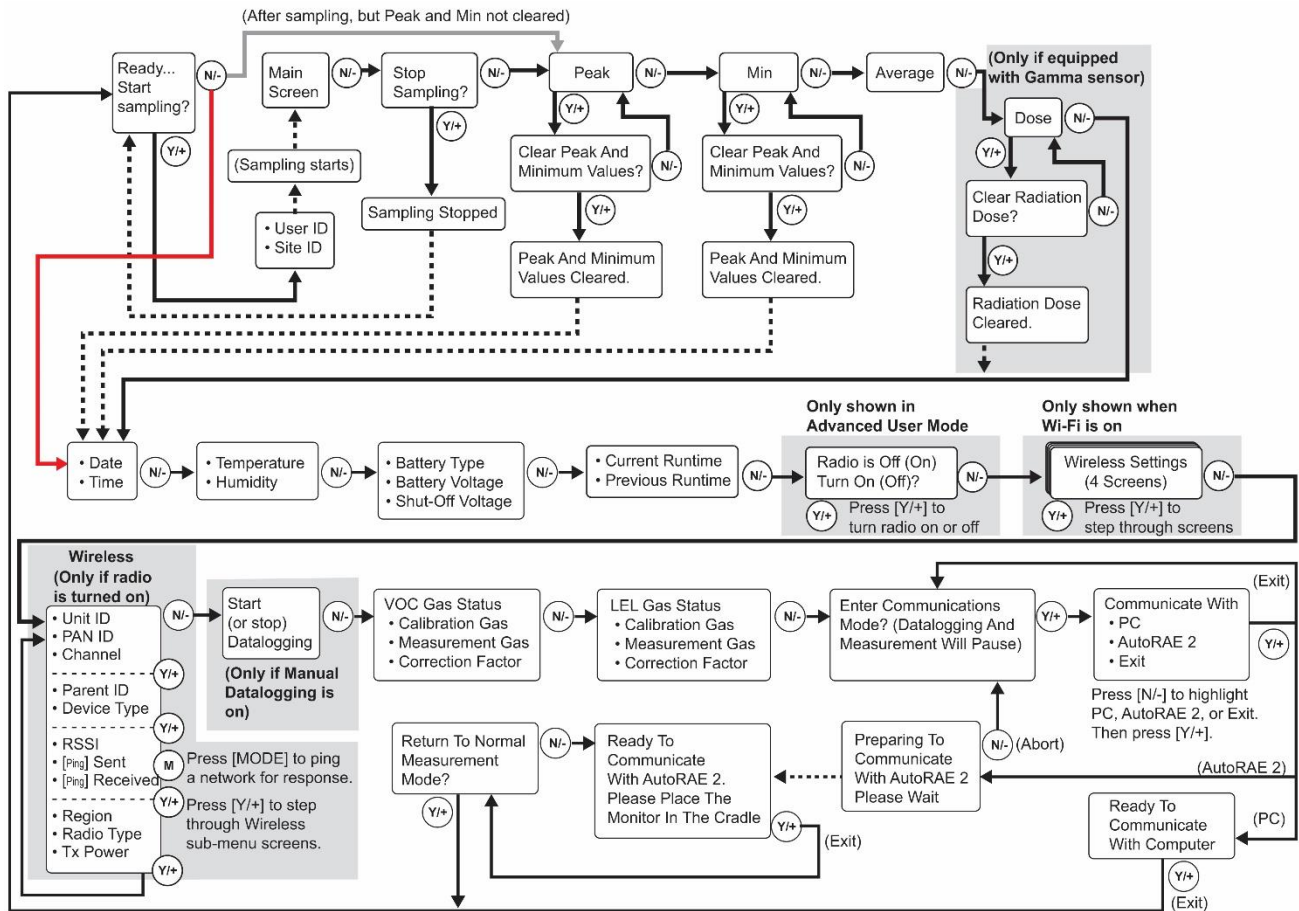 (After sampling, but Peak and Min not cleared)
Ready...
Start
sampling?
N/-
Y/+
Main
Screen
N/-
Stop
Sampling?
N/-
Y/+
Peak
N/-
Y/+
Min
N/-
Y/+
Average
N/-
(Only if equipped
with Gamma sensor)
Dose
N/-
Y/+
(Sampling starts)
• User ID
• Site ID
Sampling Stopped
Clear Peak And
Minimum Values?
N/-
Y/+
Peak And Minimum
Values Cleared.
Clear Peak And
Minimum Values?
N/-
Y/+
Peak And Minimum
Values Cleared.
Clear Radiation
Dose?
N/-
Y/+
Radiation Dose
Cleared.
• Date
• Time
N/-
• Temperature
• Humidity
N/-
• Battery Type
• Battery Voltage
• Shut-Off Voltage
N/-
• Current Runtime
• Previous Runtime
N/-
Only shown in
Advanced User Mode
Radio is Off (On)
Turn On (Off)?
N/-
Y/+
Press [Y/+] to
turn radio on or off
Only shown when
Wi-Fi is on
Wireless Settings
(4 Screens)
N/-
Y/+
Press [Y/+] to
step through screens
Wireless
(Only if radio
is turned on)
• Unit ID
• PAN ID
• Channel
N/-
Y/+
• Parent ID
• Device Type
Y/+
• RSSI
• [Ping] Sent
• [Ping] Received
M
Press [MODE] to ping
a network for response.
Y/+
Press [Y/+] to step
through Wireless
sub-menu screens.
• Region
• Radio Type
• Tx Power
Y/+
Start
(or stop)
Datalogging
N/-
(Only if Manual
Datalogging is
on)
VOC Gas Status
• Calibration Gas
• Measurement Gas
• Correction Factor
N/-
LEL Gas Status
• Calibration Gas
• Measurement Gas
• Correction Factor
N/-
Enter Communications
Mode? (Datalogging And
Measurement Will Pause)
Y/+
Communicate With
• PC
• AutoRAE 2
• Exit
(Exit)
Y/+
Press [N/-] to highlight
PC, AutoRAE 2, or Exit.
Then press [Y/+].
(AutoRAE 2)
(PC)
Return To Normal
Measurement
Mode?
N/-
Y/+
Ready To
Communicate
With AutoRAE 2.
Please Place The
Monitor In The Cradle
Y/+
(Exit)
Preparing To
Communicate
With AutoRAE 2
Please Wait
N/-
(Abort)
Ready To
Communicate
With Computer
Y/+
(Exit)